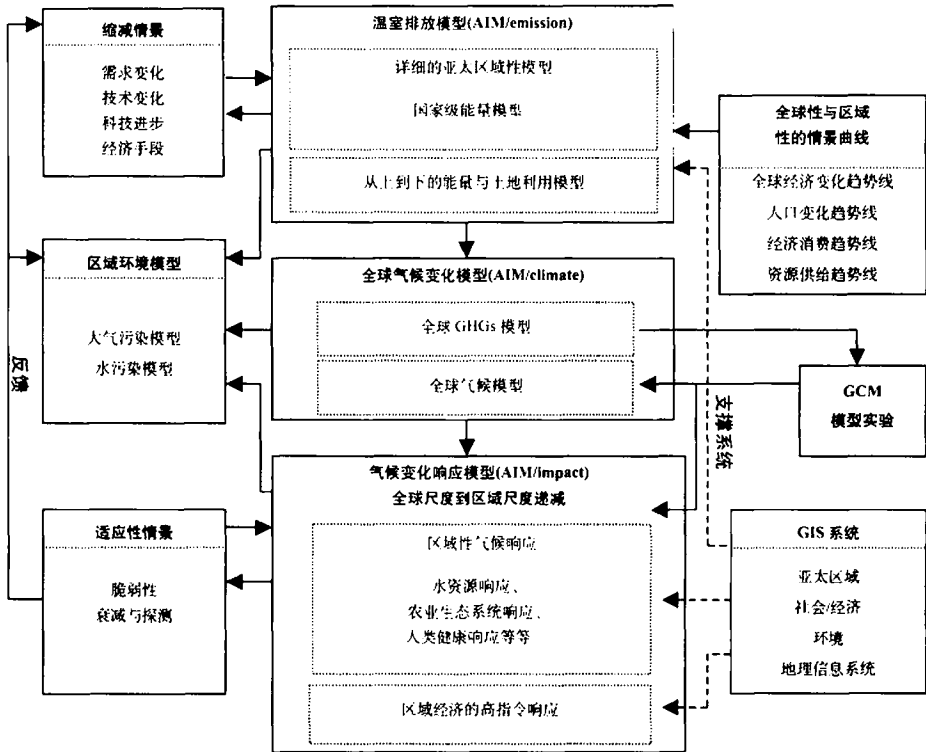 缩减情景
需求变化
技术变化
科技进步
经济手段
温室排放模型(AIM/emission)
详细的亚太区域性模型
国家级能量模型
从上到下的能量与土地利用模型
全球性与区域
性的情景曲线
全球经济变化趋势线
人口变化趋势线
经济消费趋势线
资源供给趋势线
区域环境模型
大气污染模型
水污染模型
全球气候变化模型(AIM/climate)
全球 GHGs 模型
全球气候模型
GCM
模型实验
反馈
支撑系统
气候变化响应模型(AIM/impact)
全球尺度到区域尺度递减
区域性气候响应
水资源响应、
农业生态系统响应、
人类健康响应等等
区域经济的高指令响应
适应性情景
脆弱性
衰减与探测
GIS 系统
亚太区域
社会/经济
环境
地理信息系统